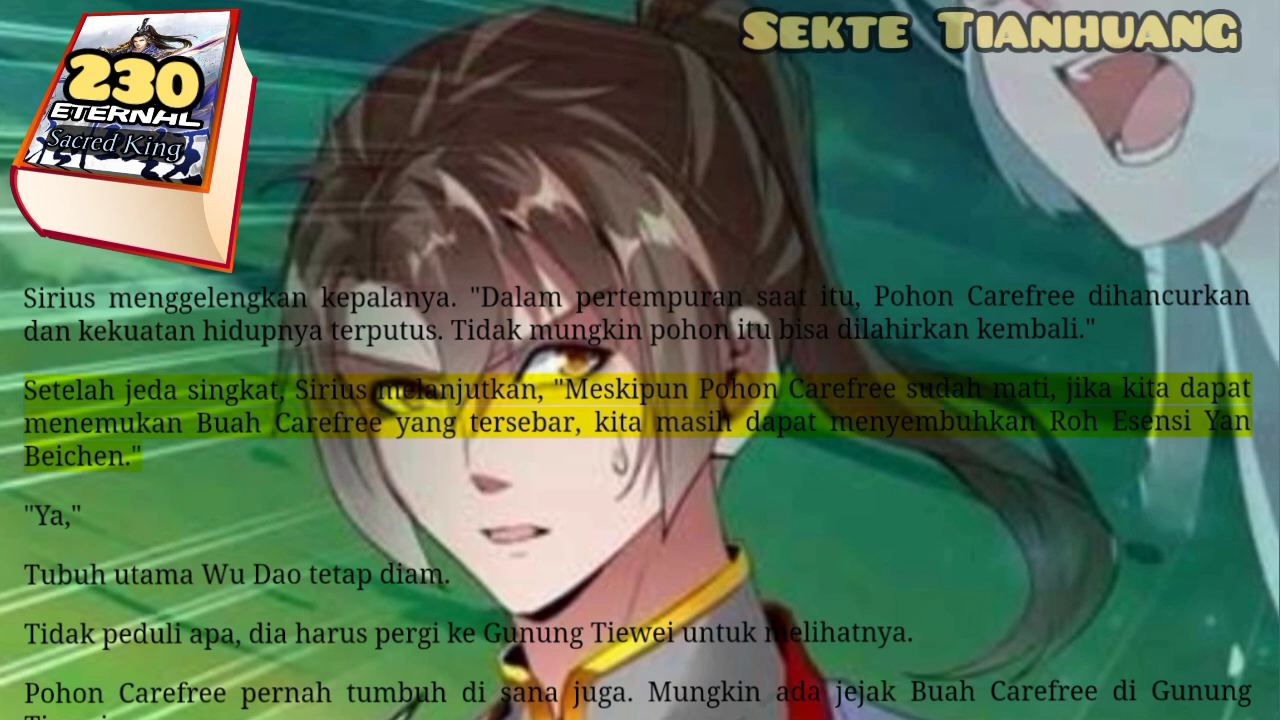 Sekte Tianhuang
230
ETERNAL
Sacred King
Sirius menggelengkan kepalanya. "Dalam pertempuran saat itu, Pohon Carefree dihancurkan
dan kekuatan hidupnya terputus. Tidak mungkin pohon itu bisa dilahirkan kembali."
Setelah jeda singkat, Sirius melanjutkan, "Meskipun Pohon Carefree sudah mati, jika kita dapat
menemukan Buah Carefree yang tersebar, kita masih dapat menyembuhkan Roh Esensi Yan
Beichen."
"Ya,"
Tubuh utama Wu Dao tetap diam.
Tidak peduli apa, dia harus pergi ke Gunung Tiewei untuk melihatnya.
Pohon Carefree pernah tumbuh di sana juga. Mungkin ada jejak Buah Carefree di Gunung